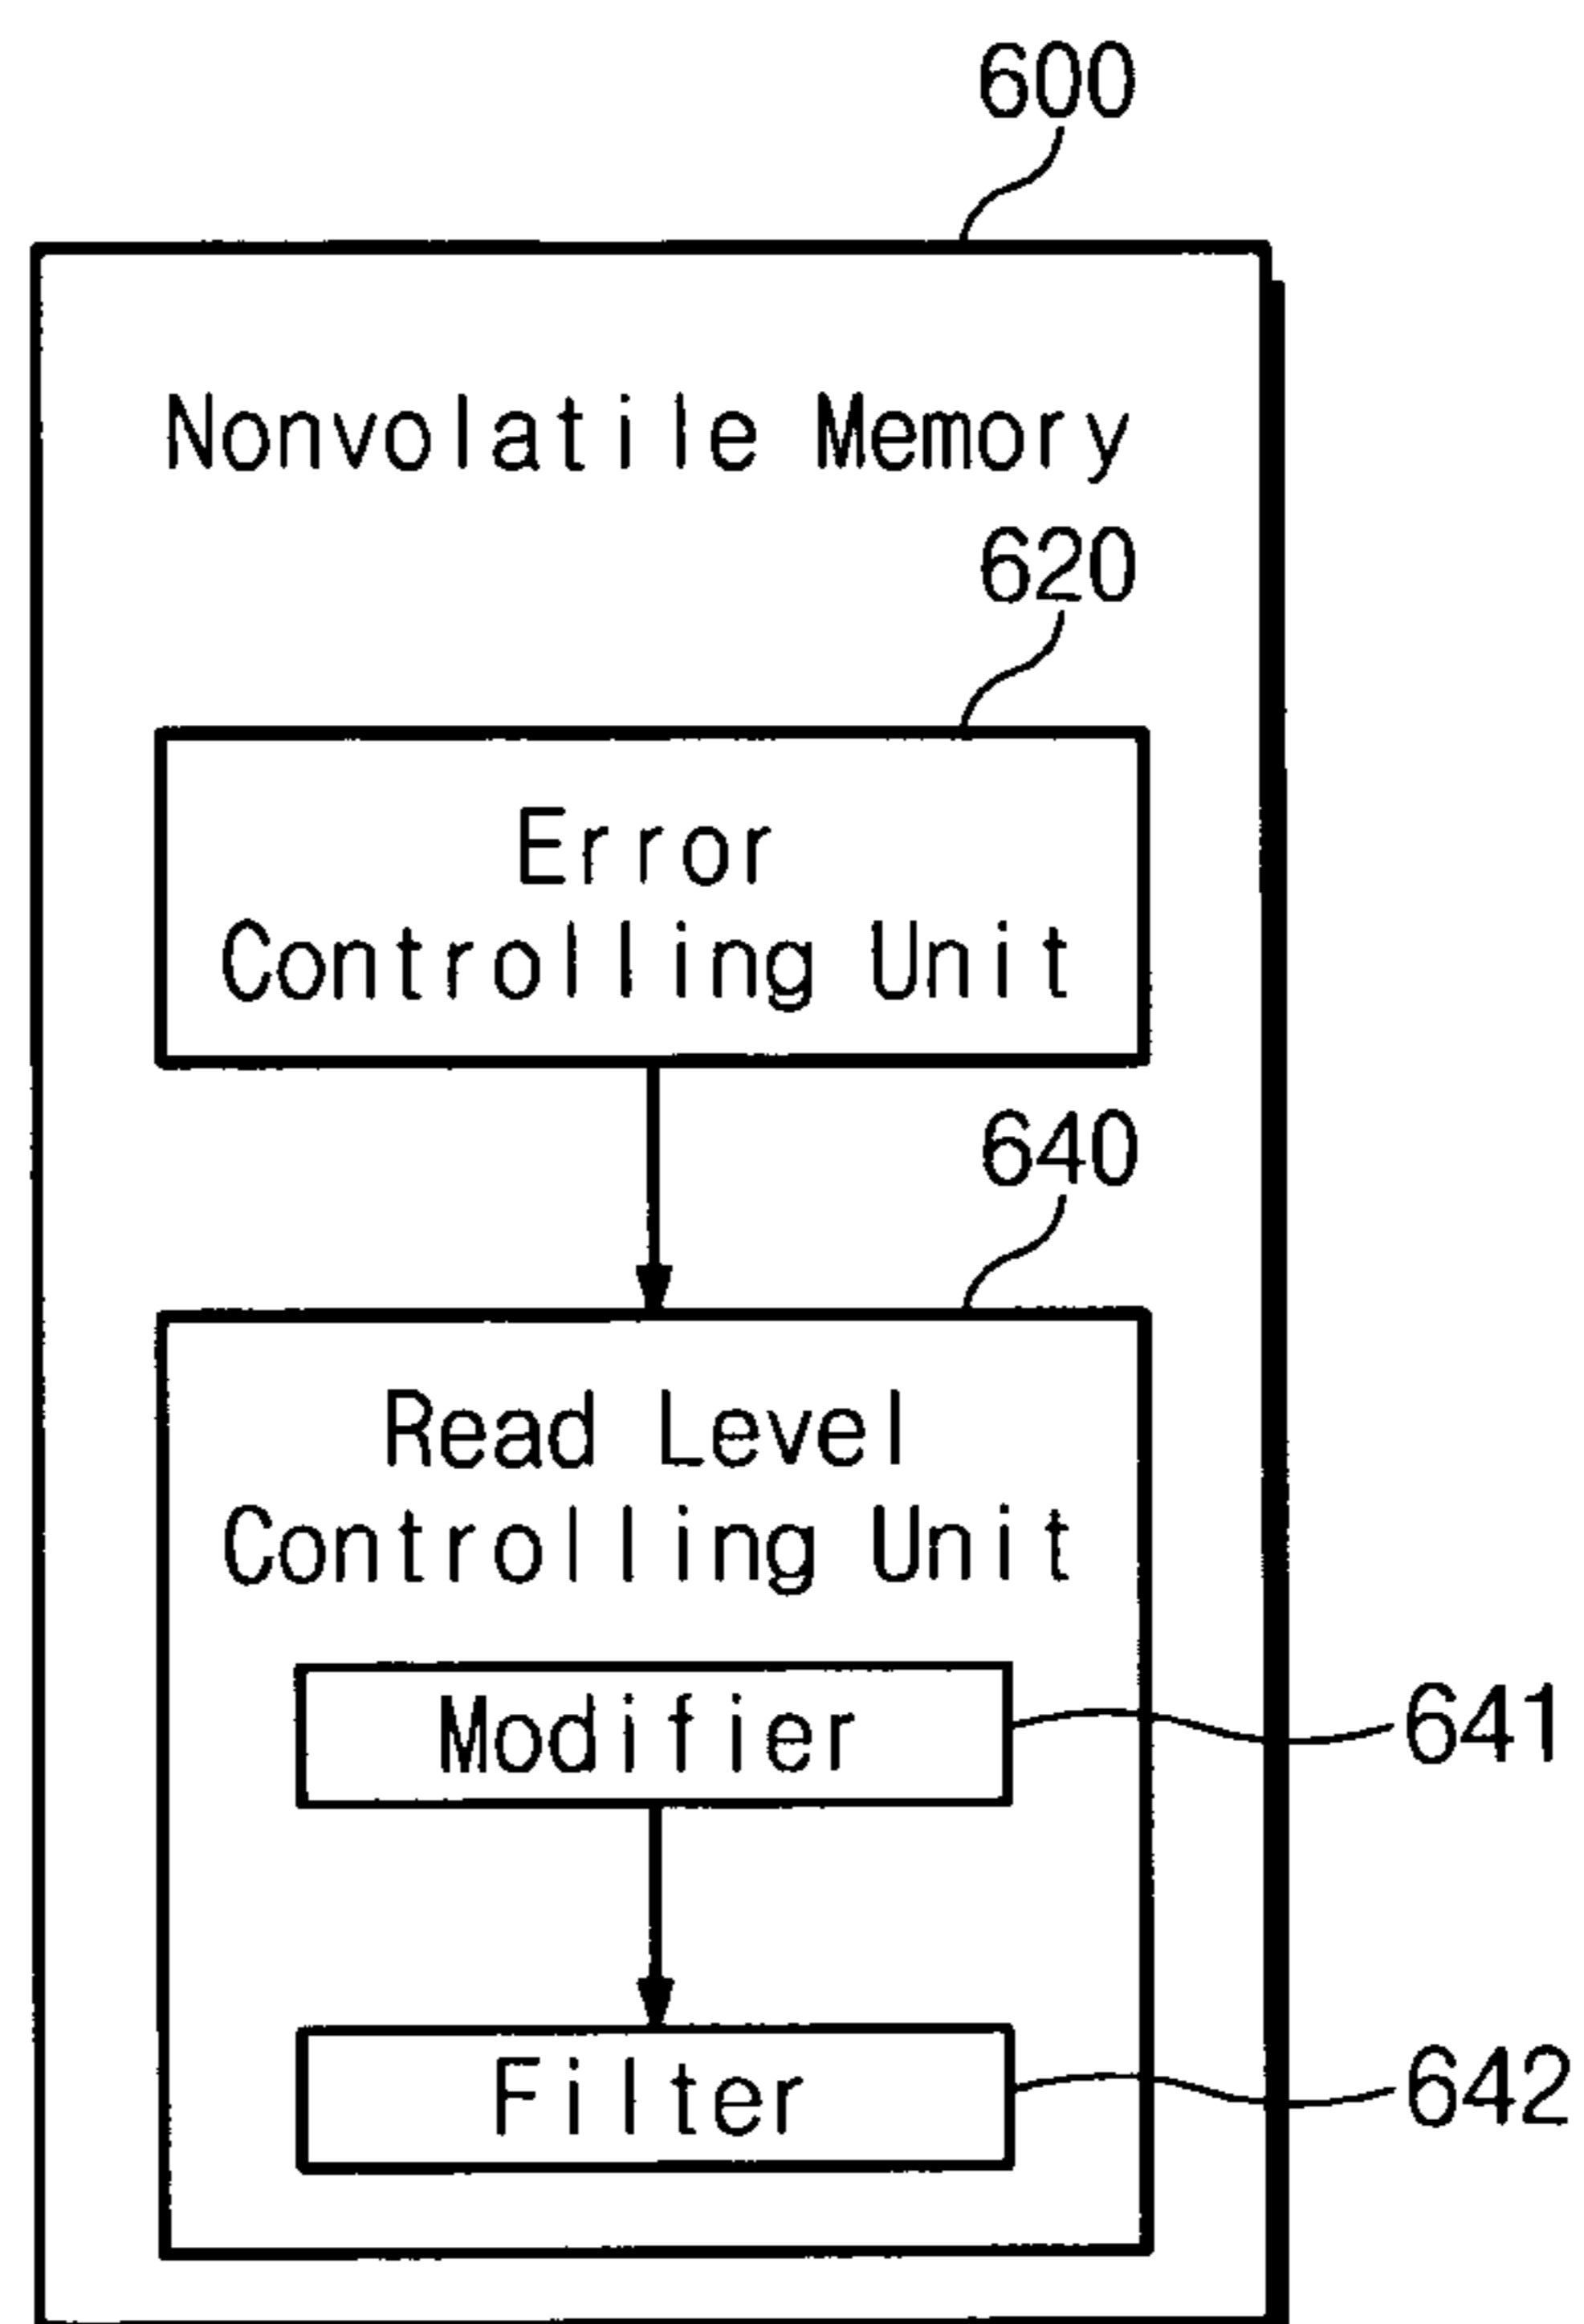 600
Nonvolatile Memory
620
Error
Controlling Unit
640
Read Level
Controlling Unit
Modifier
641
Filter
642